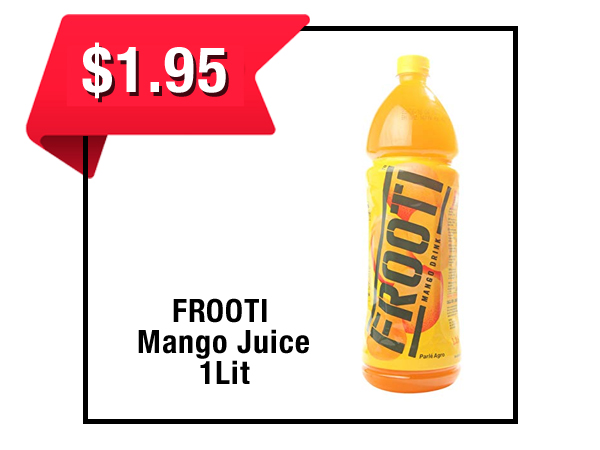 $1.95
FROOTI
MANGO DRINK
Parle Agro
FROOTI
Mango Juice
1Lit